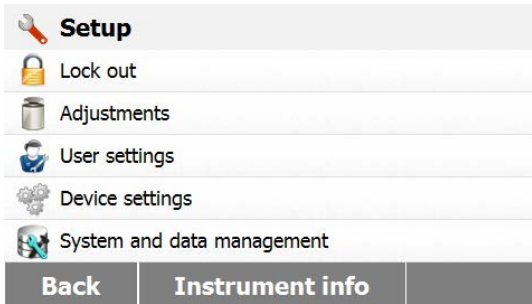 Setup
Lock out
Adjustments
User settings
Device settings
System and data management
Back Instrument info